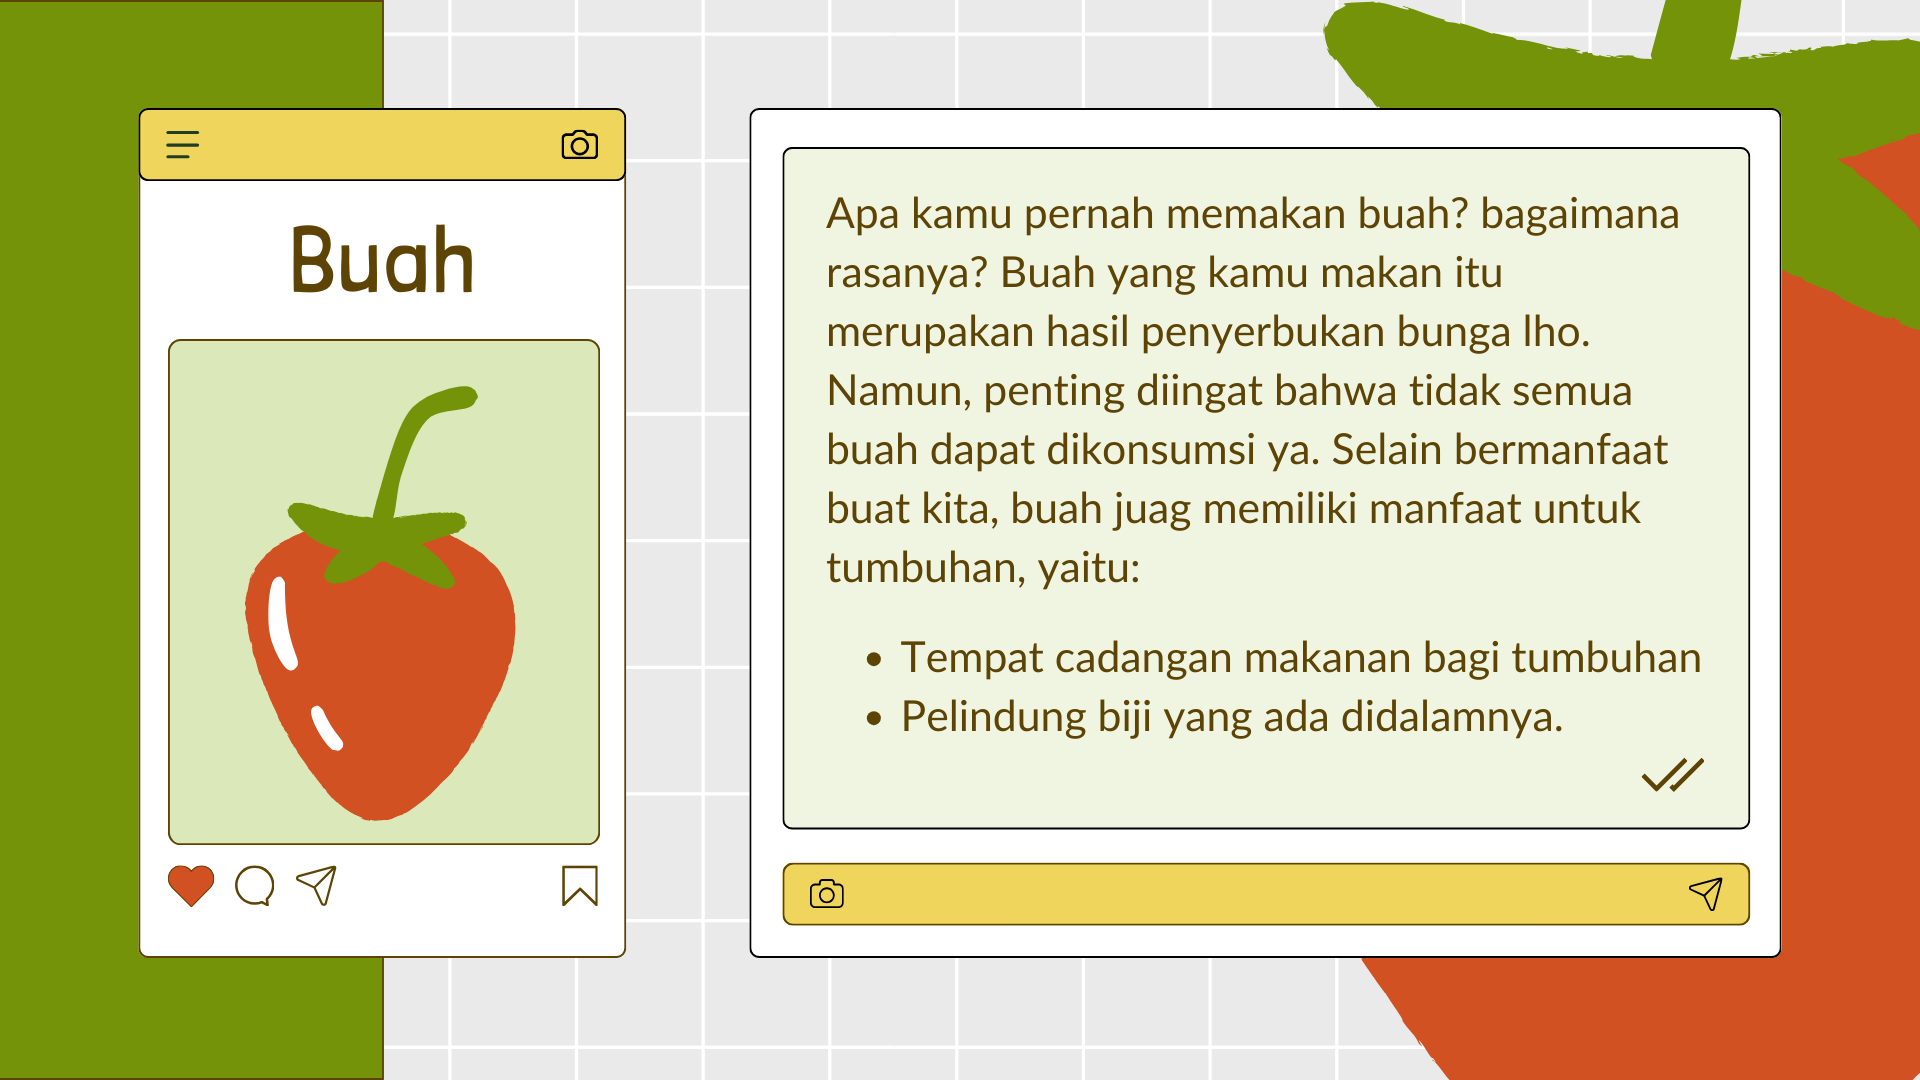 Buah
Apa kamu pernah memakan buah? bagaimana
rasanya? Buah yang kamu makan itu
merupakan hasil penyerbukan bunga lho.
Namun, penting diingat bahwa tidak semua
buah dapat dikonsumsi ya. Selain bermanfaat
buat kita, buah juag memiliki manfaat untuk
tumbuhan, yaitu:
• Tempat cadangan makanan bagi tumbuhan
• Pelindung biji yang ada didalamnya.